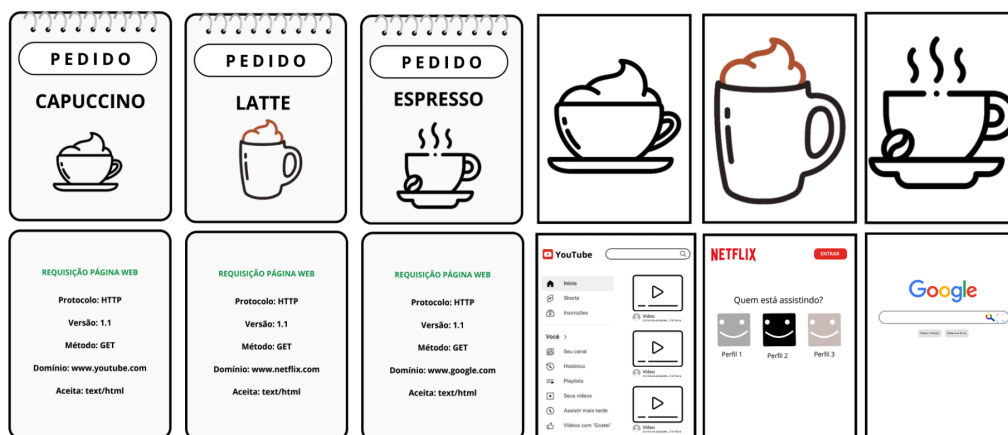 PEDIDO
CAPUCCINO
PEDIDO
LATTE
PEDIDO
ESPRESSO
REQUISIÇÃO PÁGINA WEB
Protocolo: HTTP
Versão: 1.1
Método: GET
Domínio: www.youtube.com
Aceita: text/html
REQUISIÇÃO PÁGINA WEB
Protocolo: HTTP
Versão: 1.1
Método: GET
Domínio: www.netflix.com
Aceita: text/html
REQUISIÇÃO PÁGINA WEB
Protocolo: HTTP
Versão: 1.1
Método: GET
Domínio: www.google.com
Aceita: text/html
YouTube
Início
Shorts
Inscrições
Você >
Seu canal
Histórico
Playlists
Seus vídeos
Assistir mais tarde
Vídeos com "Gostei"
Vídeo
Vídeo
Vídeo
NETFLIX
ENTRAR
Quem está assistindo?
Perfil 1
Perfil 2
Perfil 3
Google